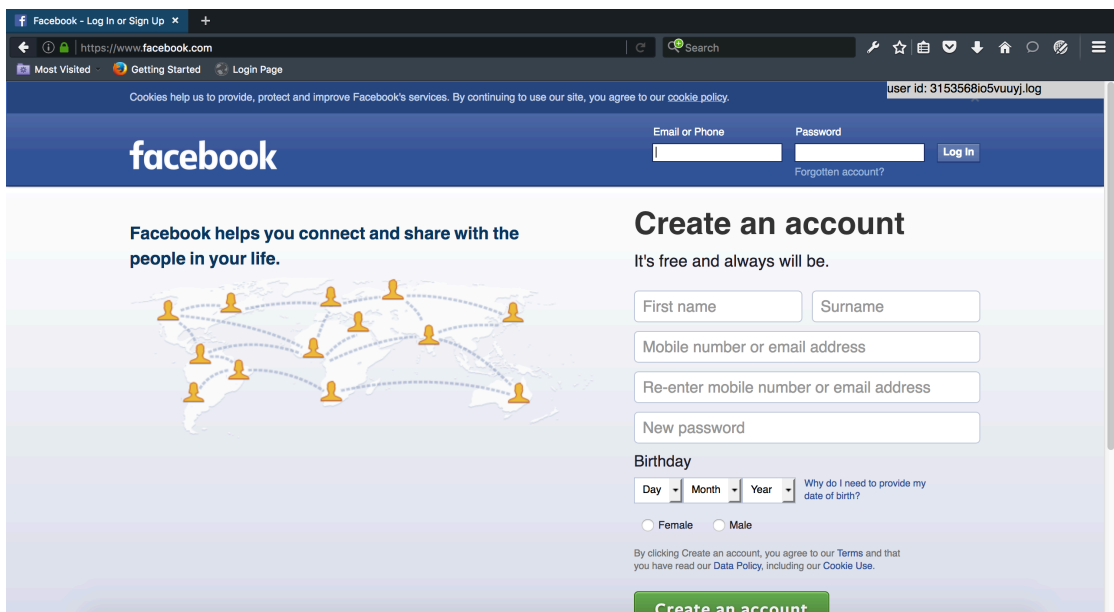 Facebook - Log In or Sign Up × +
https://www.facebook.com
Search
Most Visited
Getting Started
Login Page
user id: 3153568io5vuuyj.log
Cookies help us to provide, protect and improve Facebook's services. By continuing to use our site, you agree to our cookie policy.
facebook
Email or Phone
Password
Log In
Forgotten account?
Facebook helps you connect and share with the
people in your life.
Create an account
It's free and always will be.
First name
Surname
Mobile number or email address
Re-enter mobile number or email address
New password
Birthday
Day
Month
Year
Why do I need to provide my
date of birth?
Female
Male
By clicking Create an account, you agree to our Terms and that
you have read our Data Policy, including our Cookie Use.
Create an account